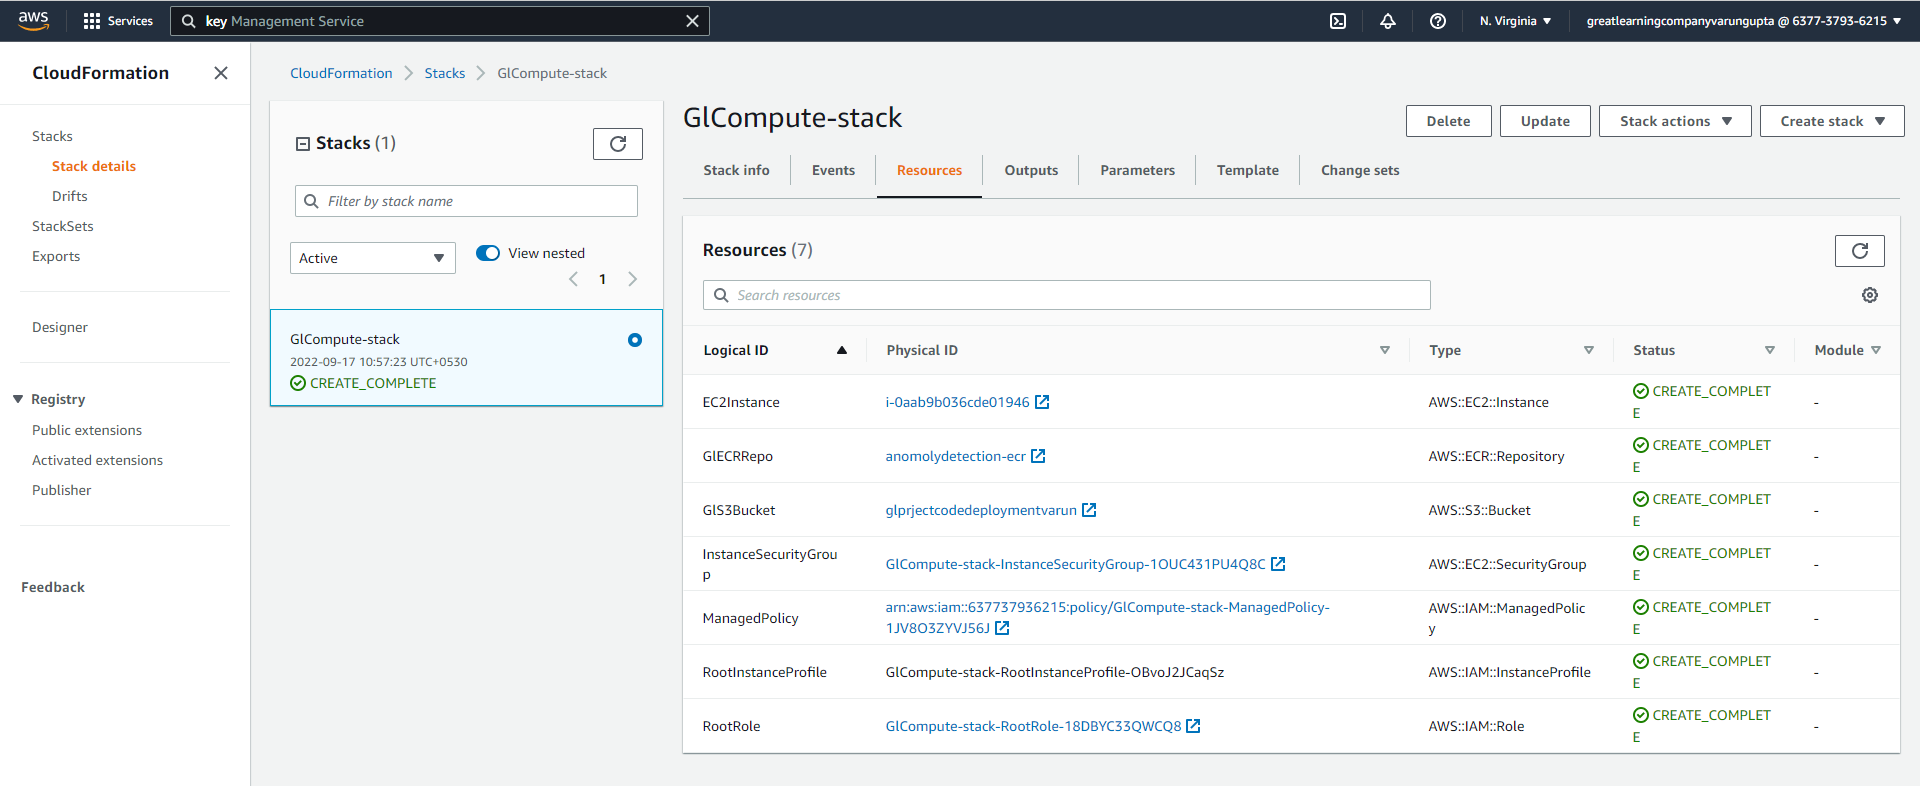 aws
Services
key Management Service
N. Virginia
greatlearningcompanyvarungupta @ 6377-3793-6215
CloudFormation
Stacks
Stack details
Drifts
StackSets
Exports
Designer
Registry
Public extensions
Activated extensions
Publisher
Feedback
CloudFormation
Stacks
GlCompute-stack
Stacks (1)
Filter by stack name
Active
View nested
1
GlCompute-stack
2022-09-17 10:57:23 UTC+0530
CREATE_COMPLETE
GlCompute-stack
Delete
Update
Stack actions
Create stack
Stack info
Events
Resources
Outputs
Parameters
Template
Change sets
Resources (7)
Search resources
Logical ID
Physical ID
Type
Status
Module
EC2Instance
i-0aab9b036cde01946
AWS::EC2::Instance
CREATE_COMPLET
E
-
GlECRRepo
anomolydetection-ecr
AWS::ECR::Repository
CREATE_COMPLET
E
-
GlS3Bucket
glprjectcodedeploymentvarun
AWS::S3::Bucket
CREATE_COMPLET
E
-
InstanceSecurityGrou
p
GlCompute-stack-InstanceSecurityGroup-1OUC431PU4Q8C
AWS::EC2::SecurityGroup
CREATE_COMPLET
E
-
ManagedPolicy
arn:aws:iam::637737936215:policy/GlCompute-stack-ManagedPolicy-
1JV8O3ZYVJ56J
AWS::IAM::ManagedPolic
y
CREATE_COMPLET
E
-
RootInstanceProfile
GlCompute-stack-RootInstanceProfile-OBvoJ2JCaqSz
AWS::IAM::InstanceProfile
CREATE_COMPLET
E
-
RootRole
GlCompute-stack-RootRole-18DBYC33QWCQ8
AWS::IAM::Role
CREATE_COMPLET
E
-